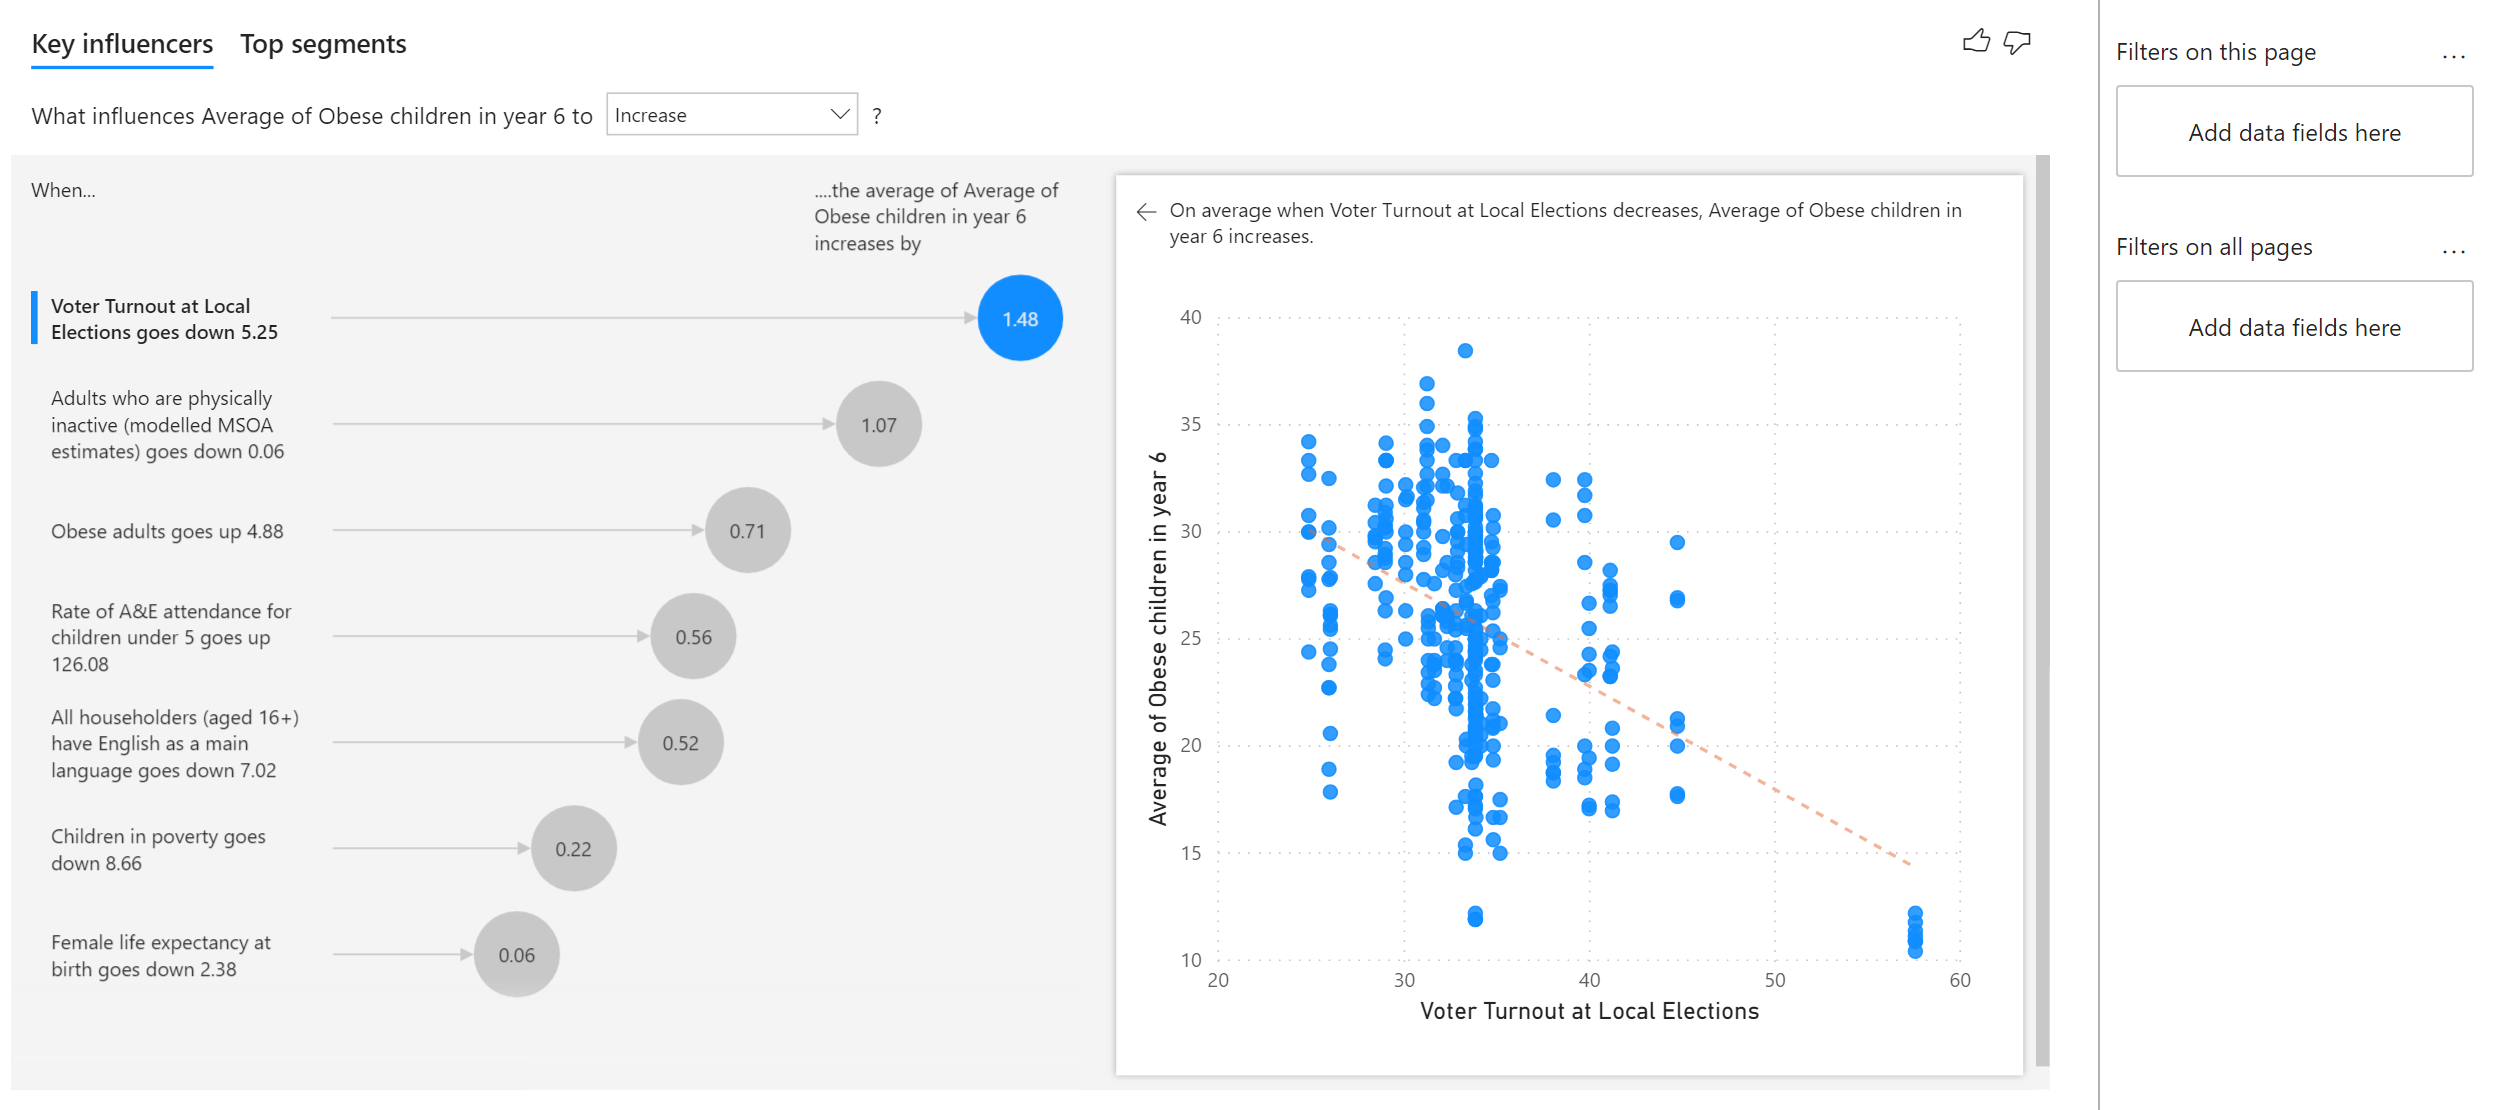 Key influencers Top segments
What influences Average of Obese children in year 6 to Increase ?
When...
....the average of Average of
Obese children in year 6
increases by
Voter Turnout at Local
Elections goes down 5.25
1.48
Adults who are physically
inactive (modelled MSOA
estimates) goes down 0.06
1.07
Obese adults goes up 4.88
0.71
Rate of A&E attendance for
children under 5 goes up
126.08
0.56
All householders (aged 16+)
have English as a main
language goes down 7.02
0.52
Children in poverty goes
down 8.66
0.22
Female life expectancy at
birth goes down 2.38
0.06
On average when Voter Turnout at Local Elections decreases, Average of Obese children in
year 6 increases.
Average of Obese children in year 6
40
35
30
25
20
15
10
20 30 40 50 60
Voter Turnout at Local Elections
Filters on this page ...
Add data fields here
Filters on all pages ...
Add data fields here